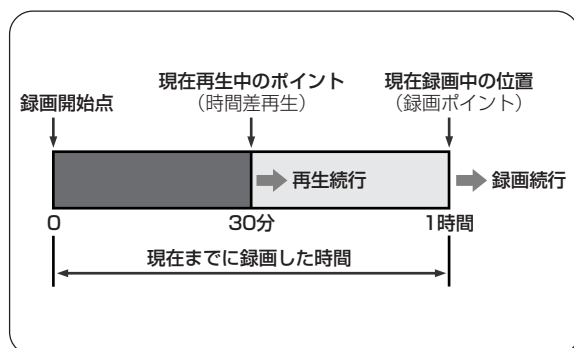 録画開始点
現在再生中のポイント
（時間差再生）
現在録画中の位置
（録画ポイント）
再生続行
録画続行
0
30分
1時間
現在までに録画した時間